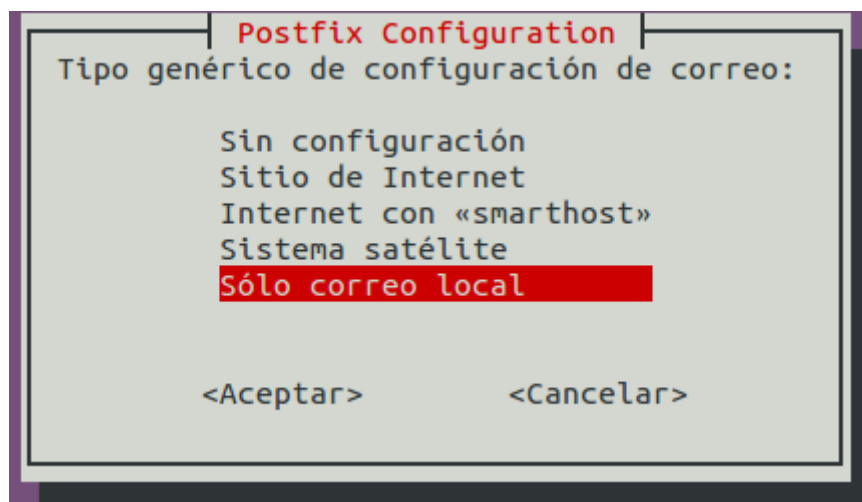 Postfix Configuration
Tipo genérico de configuración de correo:
Sin configuración
Sitio de Internet
Internet con «smarthost»
Sistema satélite
Sólo correo local
<Aceptar> <Cancelar>